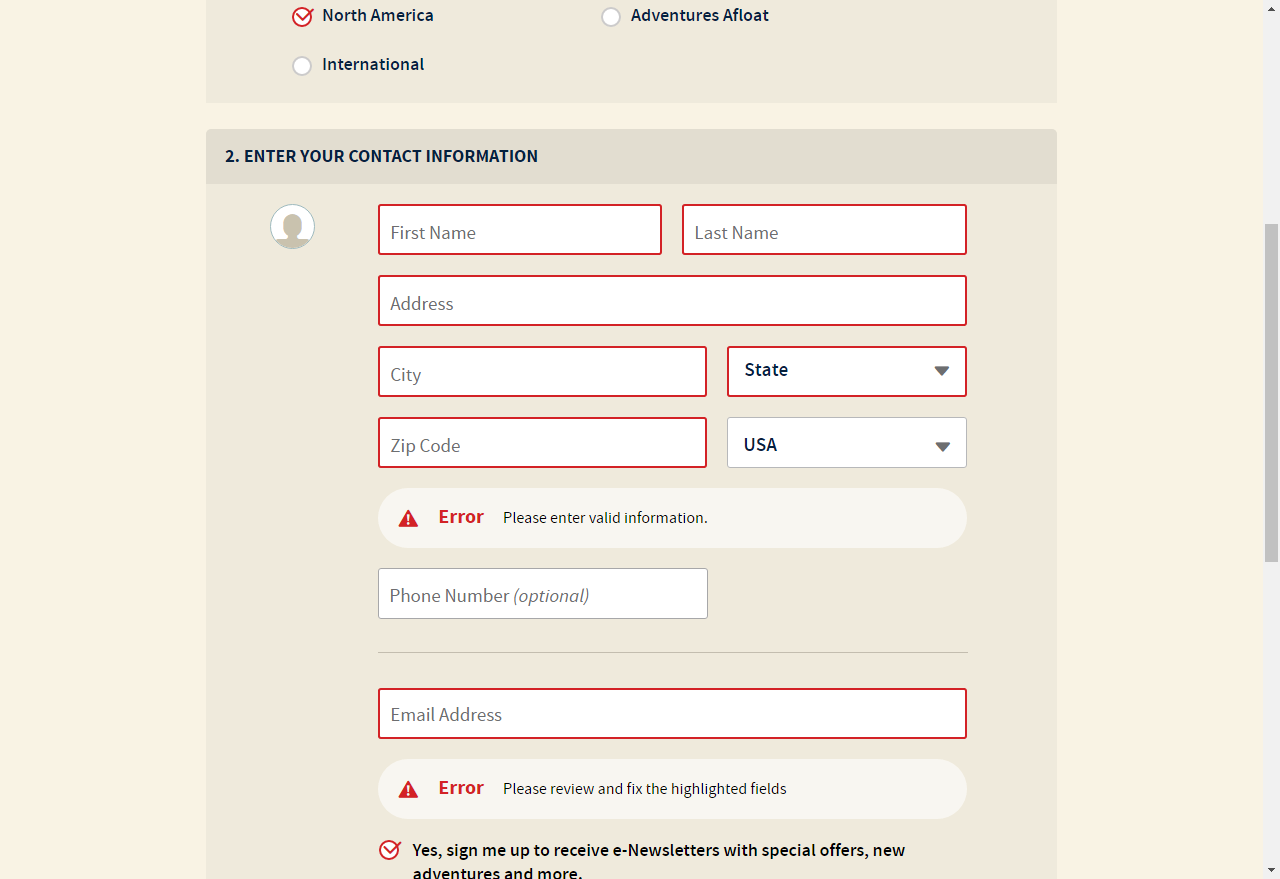 North America
Adventures Afloat
International
2. ENTER YOUR CONTACT INFORMATION
First Name
Last Name
Address
City
State
Zip Code
USA
Error Please enter valid information.
Phone Number (optional)
Email Address
Error Please review and fix the highlighted fields
Yes, sign me up to receive e-Newsletters with special offers, new
adventures and more.